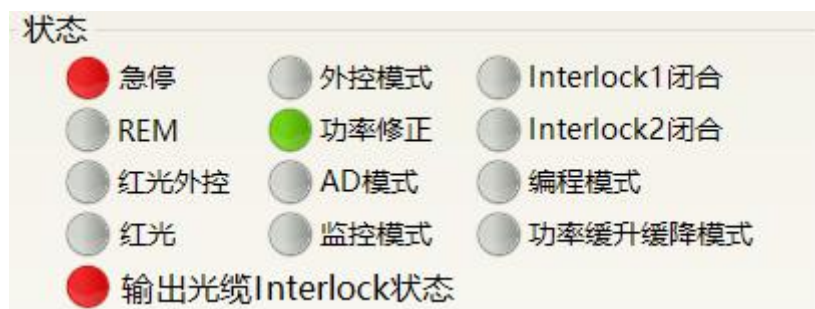 状态
急停 外控模式 Interlock1闭合
REM 功率修正 Interlock2闭合
红光外控 AD模式 编程模式
红光 监控模式 功率缓升缓降模式
输出光缆Interlock状态